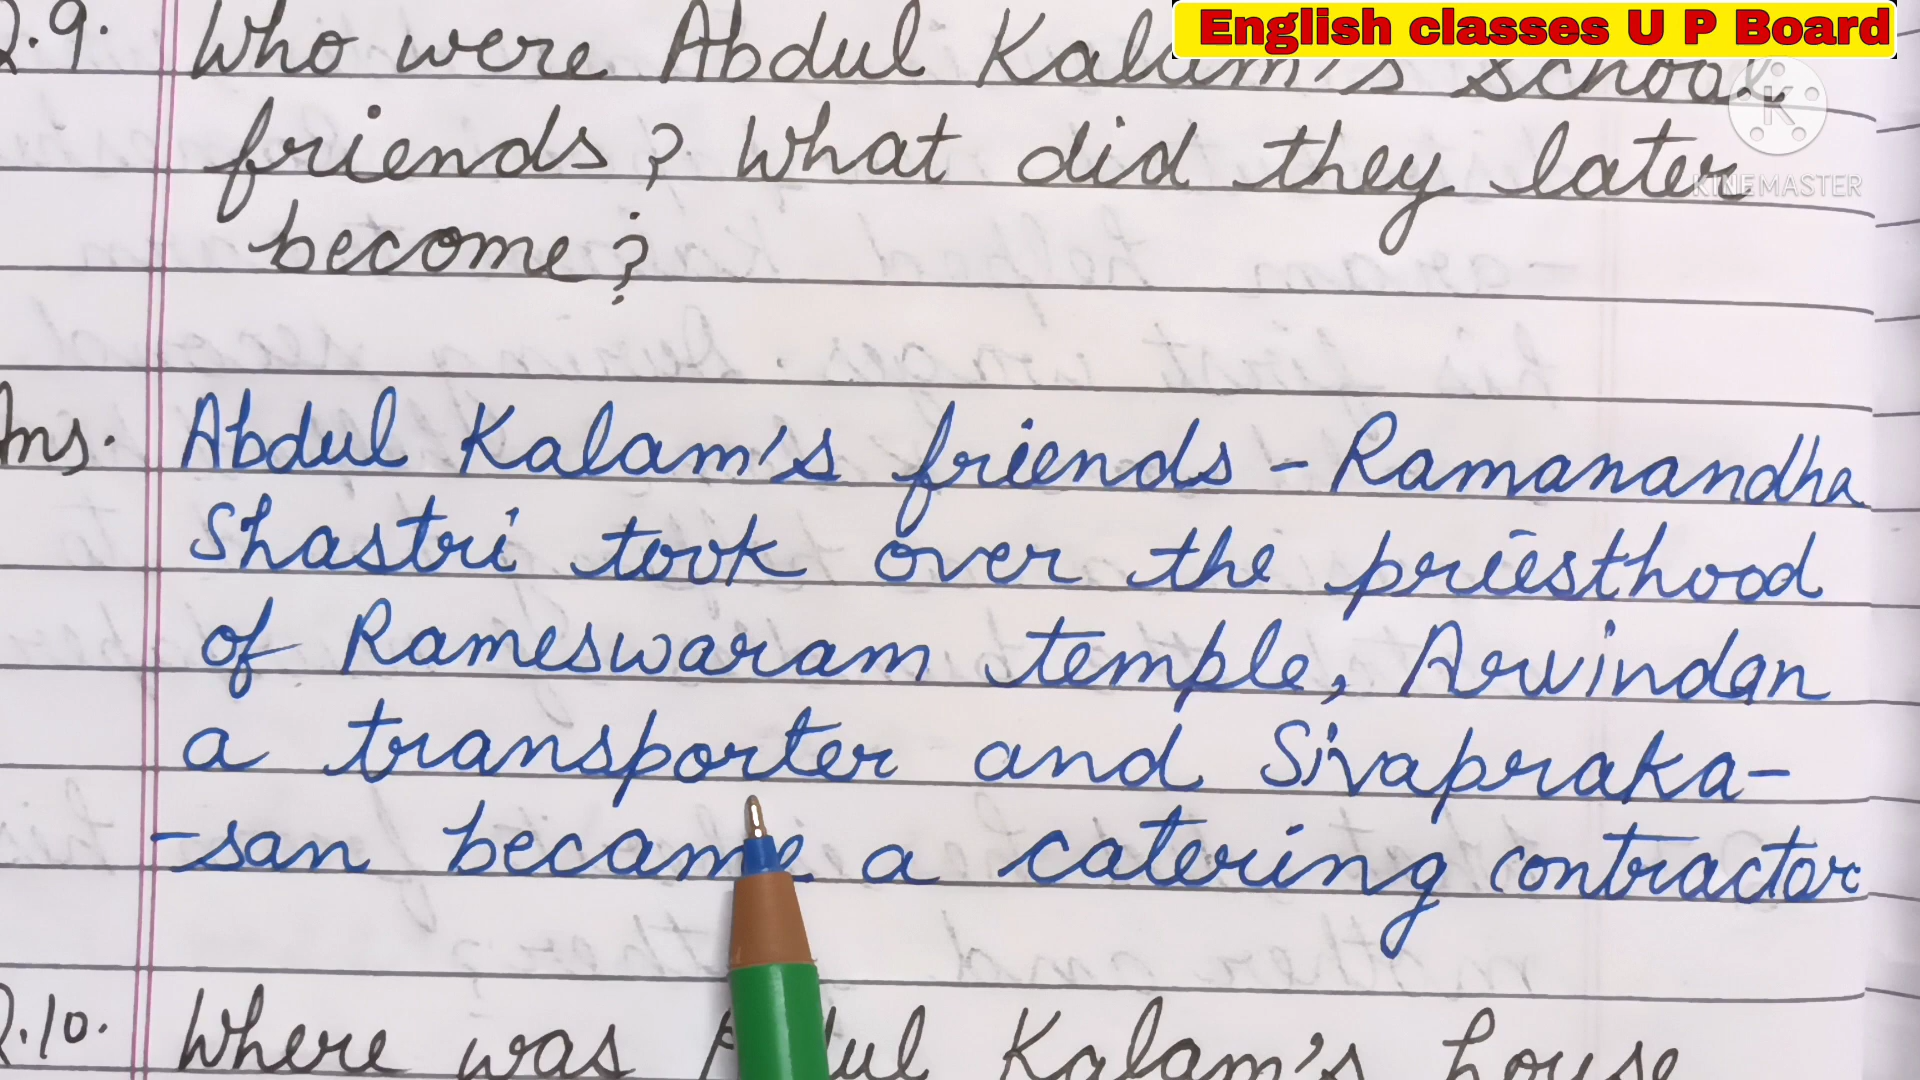 English classes U P Board
Q.9. Who were Abdul Kalam's school
friends? What did they later
KINEMASTER
become?
Ans. Abdul Kalam's friends - Ramanandha
Shastri took over the priesthood
of Rameswaram temple, Arvindan
a transporter and Sivapraka-
-san became a catering contractor
Q.10. Where was Abdul Kalam's house